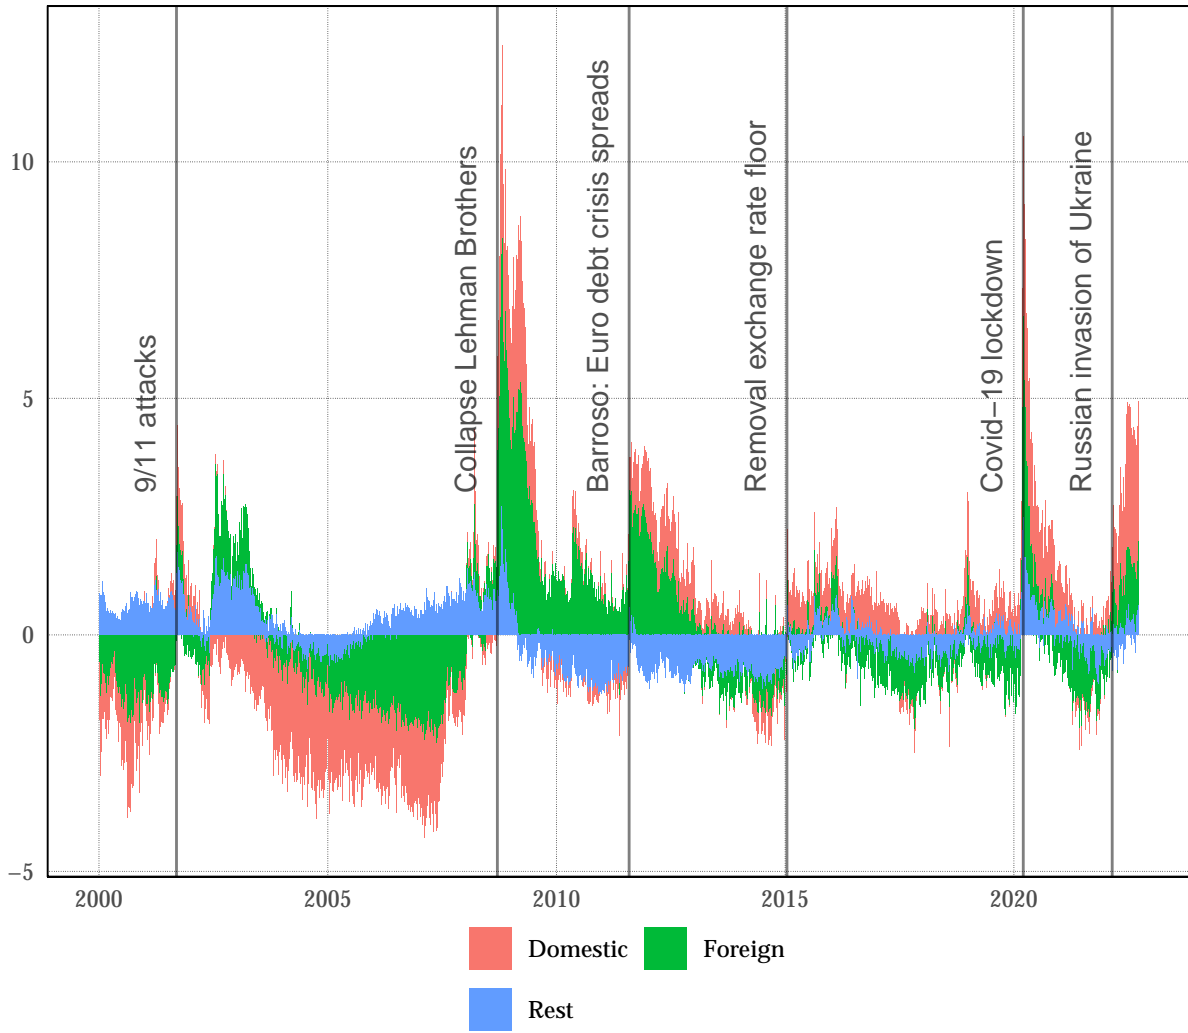 10
5
0
−5
9/11 attacks
Collapse Lehman Brothers
Barroso: Euro debt crisis spreads
Removal exchange rate floor
Covid−19 lockdown
Russian invasion of Ukraine
2000
2005
2010
2015
2020
Domestic
Foreign
Rest